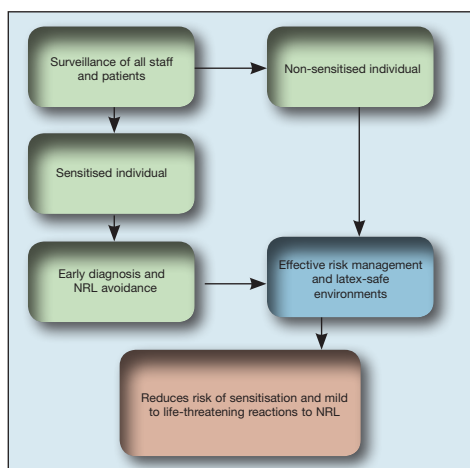 Surveillance of all staff
and patients
Non-sensitised individual
Sensitised individual
Early diagnosis and
NRL avoidance
Effective risk management
and latex-safe
environments
Reduces risk of sensitisation and mild
to life-threatening reactions to NRL